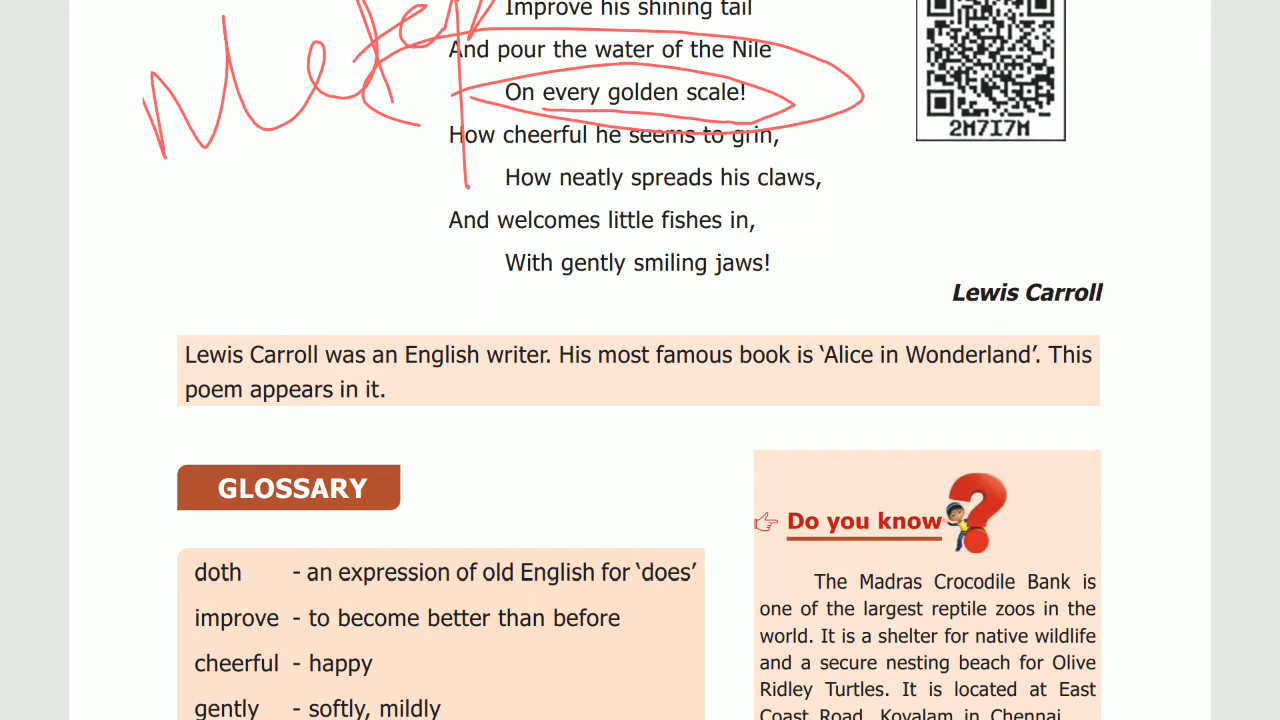 Improve his shining tail
And pour the water of the Nile
On every golden scale!
How cheerful he seems to grin,
How neatly spreads his claws,
And welcomes little fishes in,
With gently smiling jaws!
2M7I7M
Lewis Carroll
Lewis Carroll was an English writer. His most famous book is ‘Alice in Wonderland’. This
poem appears in it.
GLOSSARY
doth - an expression of old English for ‘does’
improve - to become better than before
cheerful - happy
gently - softly, mildly
Do you know
The Madras Crocodile Bank is
one of the largest reptile zoos in the
world. It is a shelter for native wildlife
and a secure nesting beach for Olive
Ridley Turtles. It is located at East
Coast Road, Kovalam in Chennai.